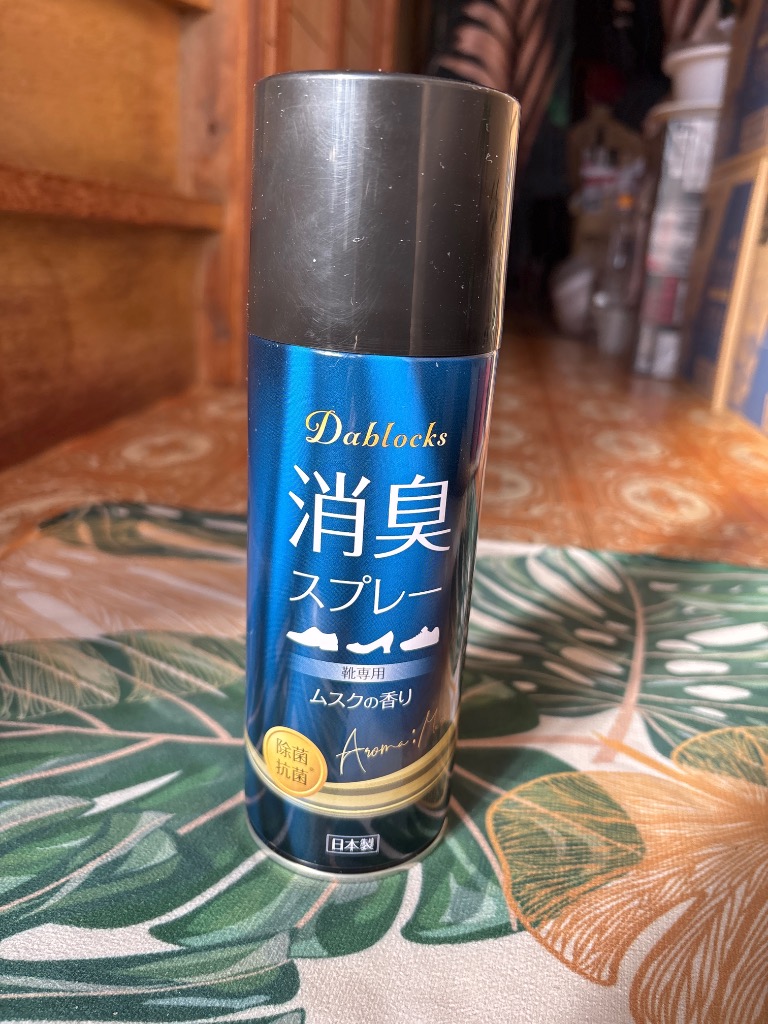 Dablocks
消臭
スプレー
靴専用
ムスクの香り
Aroma:
除菌
抗菌※
日本製